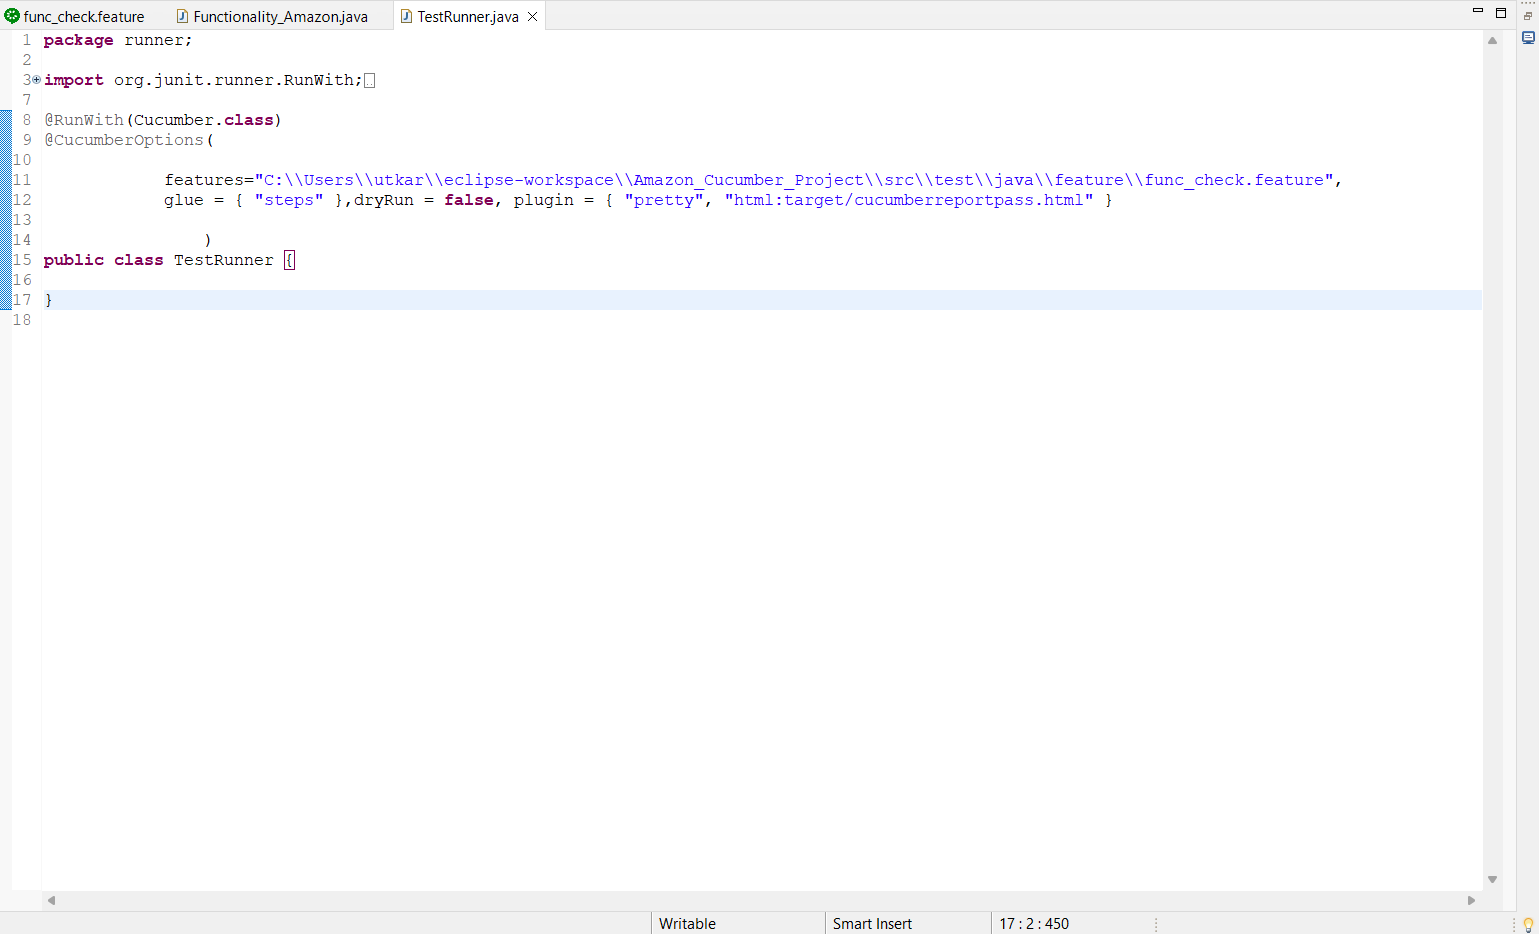 func_check.feature Functionality_Amazon.java TestRunner.java
1 package runner;
2
3 import org.junit.runner.RunWith;
7
8 @RunWith(Cucumber.class)
9 @CucumberOptions(
10
11 features="C:\\Users\\utkar\\eclipse-workspace\\Amazon_Cucumber_Project\\src\\test\\java\\feature\\func_check.feature",
12 glue = { "steps" },dryRun = false, plugin = { "pretty", "html:target/cucumberreportpass.html" }
13
14 )
15 public class TestRunner {
16
17 }
18
Writable Smart Insert 17 : 2 : 450